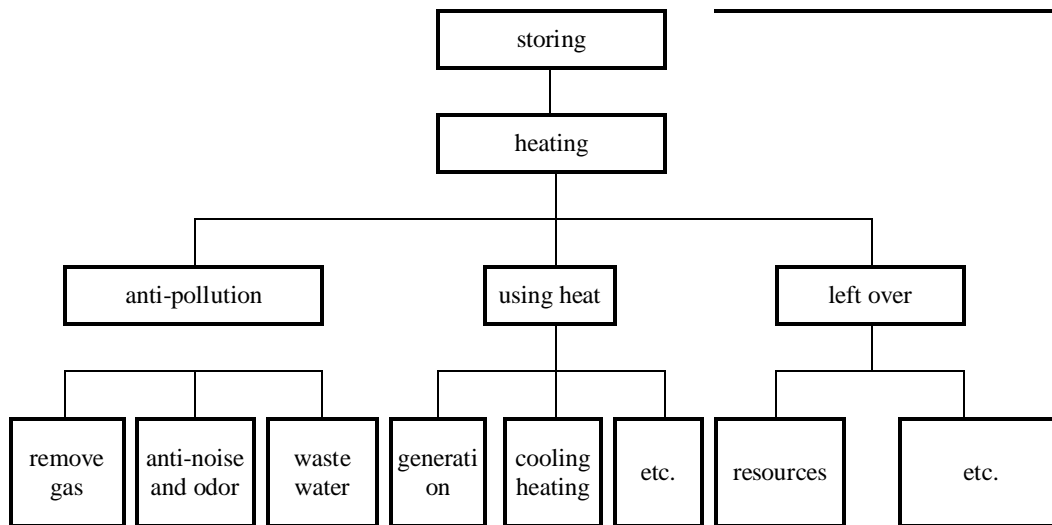 storing
heating
anti-pollution
using heat
left over
remove
gas
anti-noise
and odor
waste
water
generati
on
cooling
heating
etc.
resources
etc.